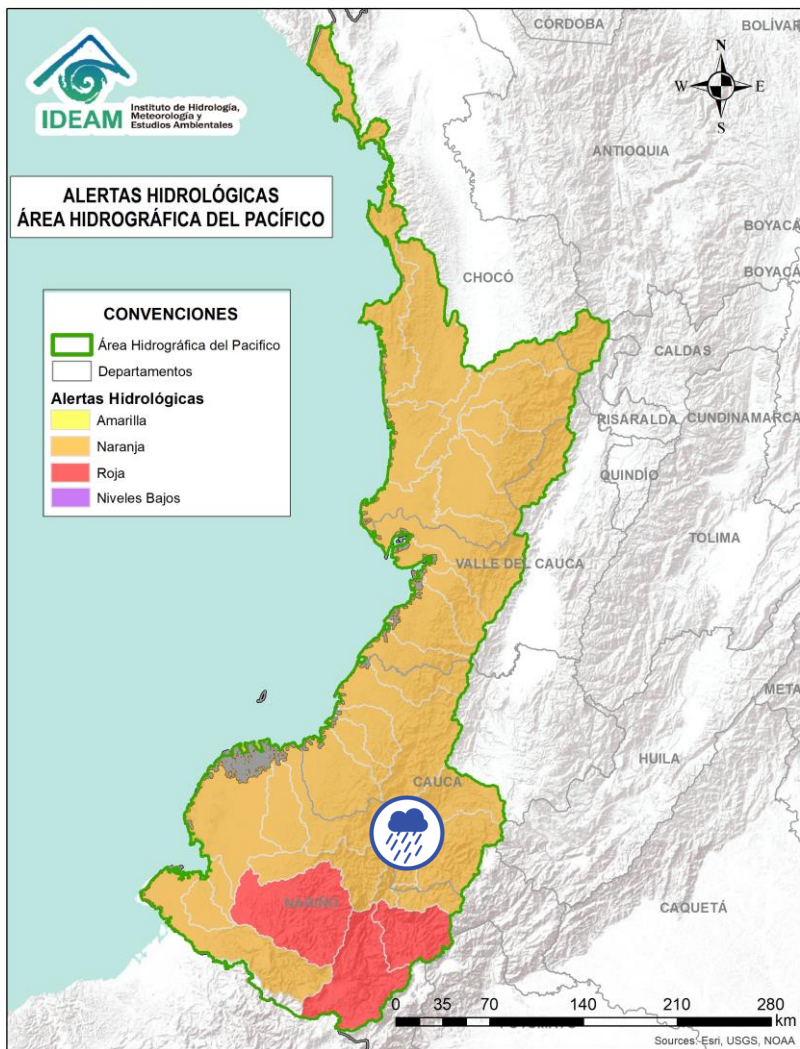 IDEAM
Instituto de Hidrología,
Meteorología y
Estudios Ambientales
ALERTAS HIDROLÓGICAS
ÁREA HIDROGRÁFICA DEL PACÍFICO
CONVENCIONES
Área Hidrográfica del Pacifico
Departamentos
Alertas Hidrológicas
Amarilla
Naranja
Roja
Niveles Bajos
N
W
E
S
CÓRDOBA
BOLÍVAR
ANTIOQUIA
BOYACÁ
CHOCÓ
BOYACÁ
CALDAS
RISARALDA
CUNDINAMARCA
QUINDÍO
TOLIMA
VALLE DEL CAUCA
META
HUILA
CAUCA
NARIÑO
CAQUETÁ
0 35 70 140 210 280
km
Sources: Esri, USGS, NOAA